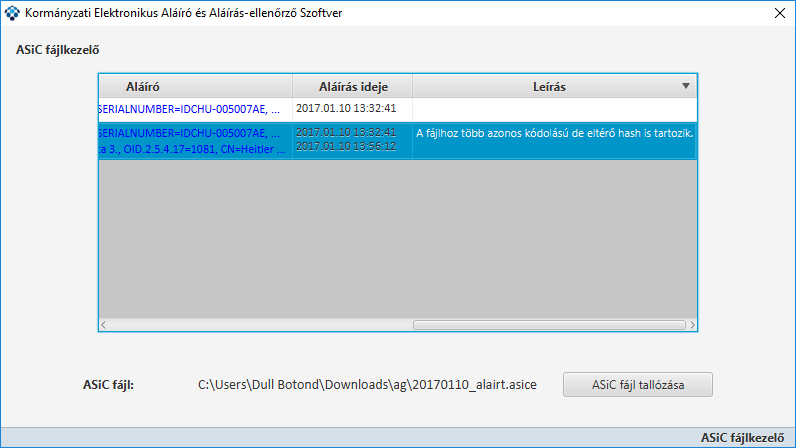 Kormányzati Elektronikus Aláíró és Aláírás-ellenőrző Szoftver
ASiC fájlkezelő
Aláíró Aláírás ideje Leírás
SERIALNUMBER=IDCHU-005007AE, ... 2017.01.10 13:32:41
SERIALNUMBER=IDCHU-005007AE, ... 2017.01.10 13:32:41 A fájlhoz több azonos kódolású de eltérő hash is tartozik.
ca 3., OID.2.5.4.17=1081, CN=Heitler ... 2017.01.10 13:56:12
ASiC fájl: C:\Users\Dull Botond\Downloads\ag\20170110_alairt.asice ASiC fájl tallózása
ASiC fájlkezelő